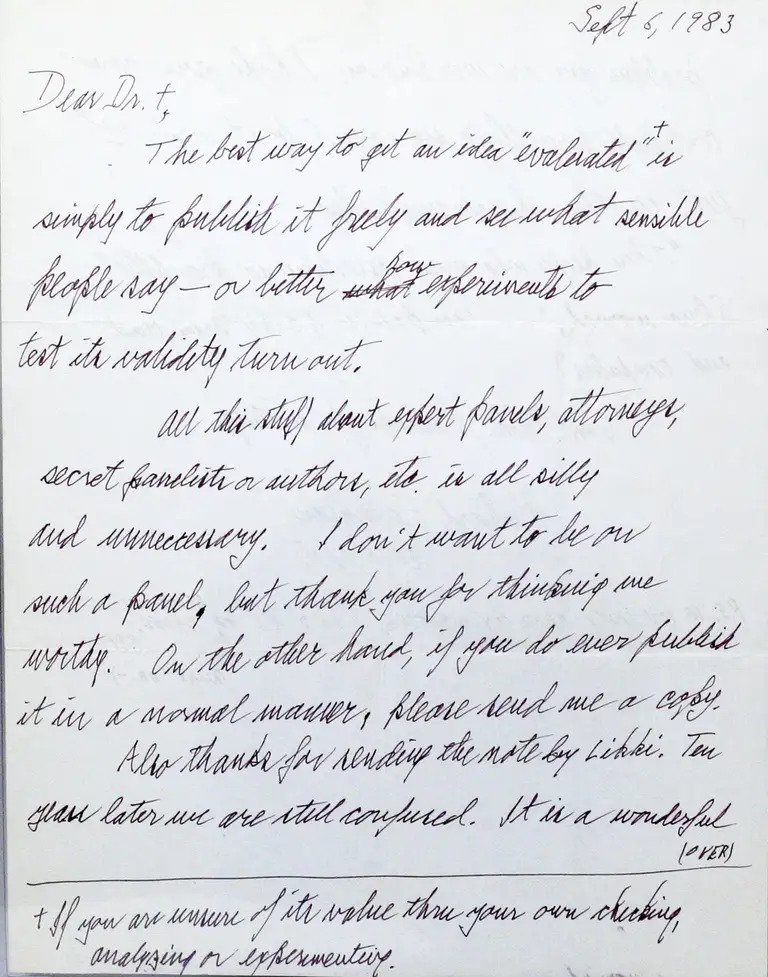 Sept 6, 1983
Dear Dr. †,
The best way to get an idea "evaluated"† is
simply to publish it freely and see what sensible
people say — or better how experiments to
test its validity turn out.
All this stuff about expert panels, attorneys,
secret panelists or authors, etc. is all silly
and unnecessary. I don't want to be on
such a panel, but thank you for thinking me
worthy. On the other hand, if you do ever publish
it in a normal manner, please send me a copy.
Also thanks for sending the note by Likki. Ten
years later we are still confused. It is a wonderful
(OVER)
† If you are unsure of its value thru your own checking,
analyzing or experimenting.